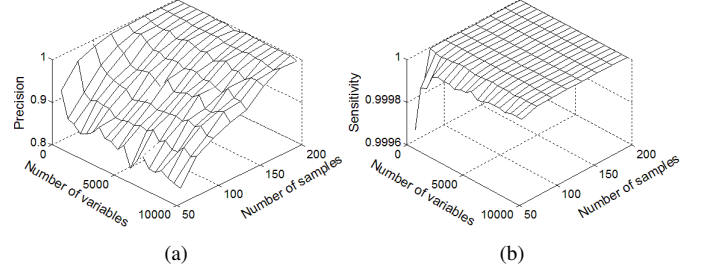 1
0.9
0.8
Precision
0
5000
10000
Number of variables
50
100
150
200
Number of samples
(a)
1
0.9998
0.9996
Sensitivity
0
5000
10000
Number of variables
50
100
150
200
Number of samples
(b)